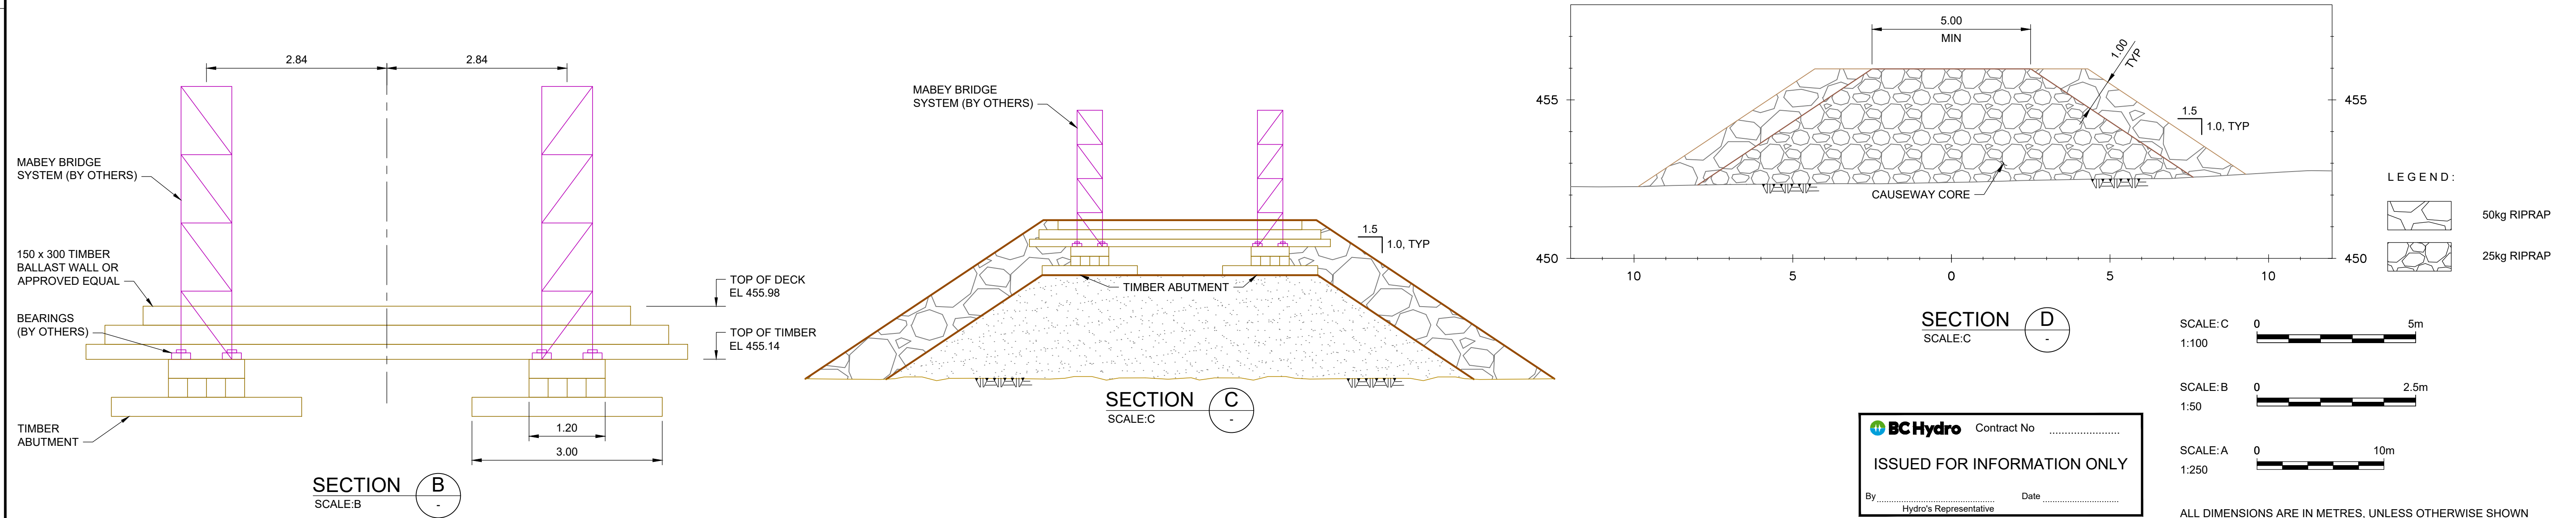 2.84
2.84
MABEY BRIDGE
SYSTEM (BY OTHERS)
150 x 300 TIMBER
BALLAST WALL OR
APPROVED EQUAL
BEARINGS
(BY OTHERS)
TOP OF DECK
EL 455.98
TOP OF TIMBER
EL 455.14
TIMBER
ABUTMENT
1.20
3.00
SECTION
B
SCALE:B
-
MABEY BRIDGE
SYSTEM (BY OTHERS)
1.5
1.0, TYP
TIMBER ABUTMENT
SECTION
C
SCALE:C
-
5.00
MIN
1.00
TYP
455
455
1.5
1.0, TYP
CAUSEWAY CORE
450
450
10
5
0
5
10
SECTION
D
SCALE:C
-
LEGEND:
50kg RIPRAP
25kg RIPRAP
SCALE:C
0
5m
1:100
SCALE:B
0
2.5m
1:50
SCALE:A
0
10m
1:250
BC Hydro Contract No ........................
ISSUED FOR INFORMATION ONLY
By ........................ Date ........................
Hydro's Representative
ALL DIMENSIONS ARE IN METRES, UNLESS OTHERWISE SHOWN